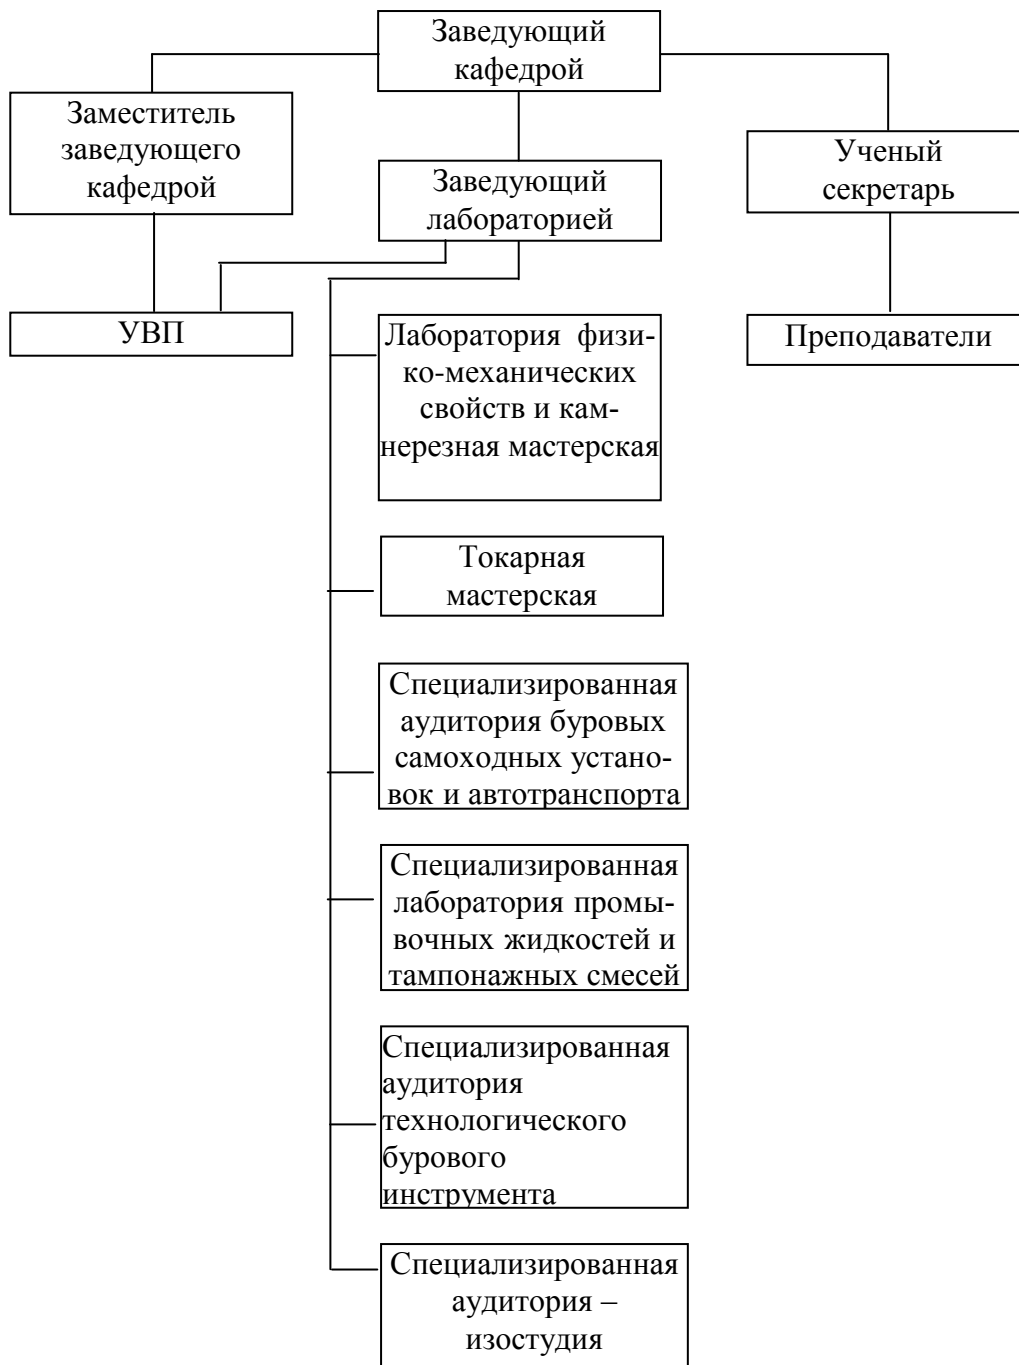 Заведующий
кафедрой
Заместитель
заведующего
кафедрой
Заведующий
лабораторией
Ученый
секретарь
УВП
Преподаватели
Лаборатория физи-
ко-механических
свойств и кам-
нерезная мастерская
Токарная
мастерская
Специализированная
аудитория буровых
самоходных устано-
вок и автотранспорта
Специализированная
лаборатория промы-
вочных жидкостей и
тампонажных смесей
Специализированная
аудитория
технологического
бурового
инструмента
Специализированная
аудитория –
изостудия